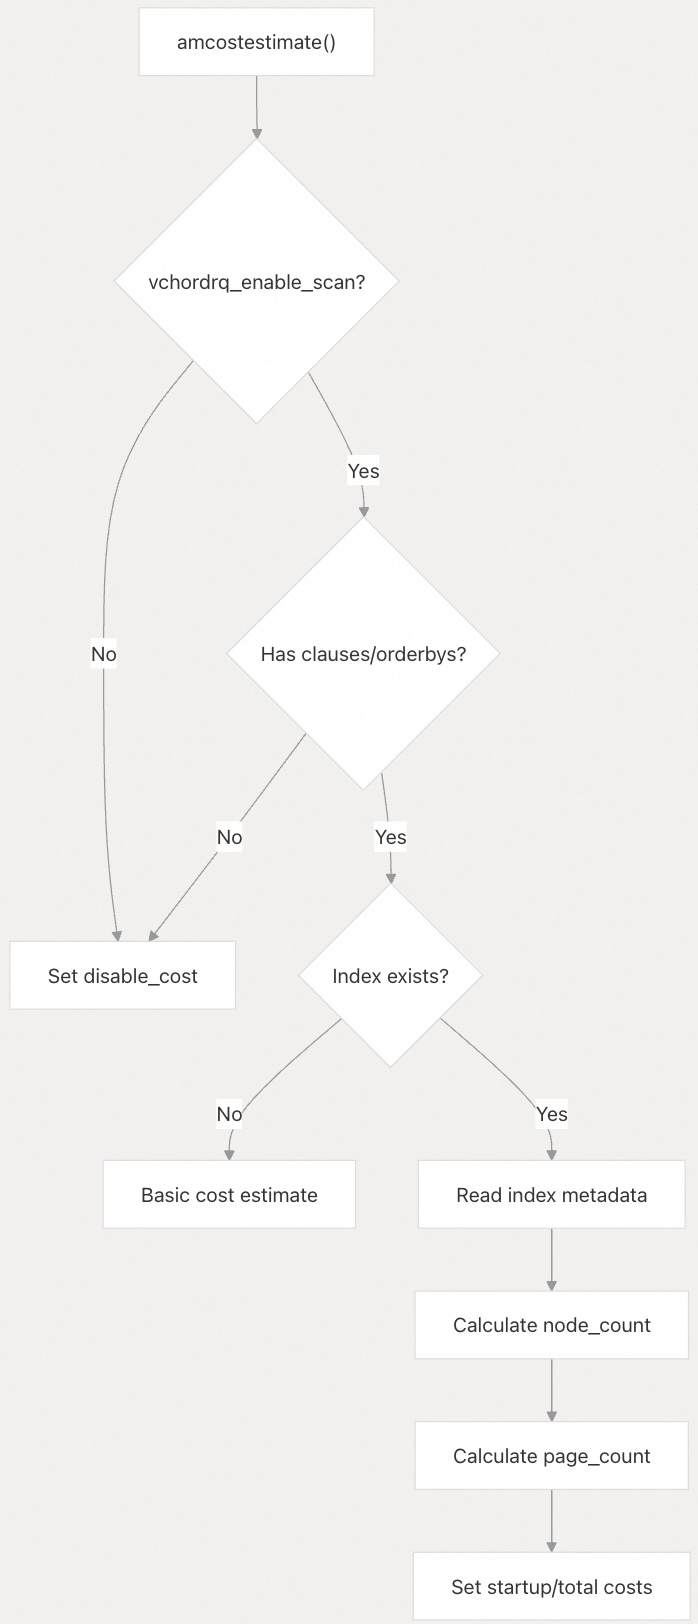 amcostestimate()
vchordrq_enable_scan?
Yes
No
Has clauses/orderbys?
No
Yes
Set disable_cost
Index exists?
No
Yes
Basic cost estimate
Read index metadata
Calculate node_count
Calculate page_count
Set startup/total costs